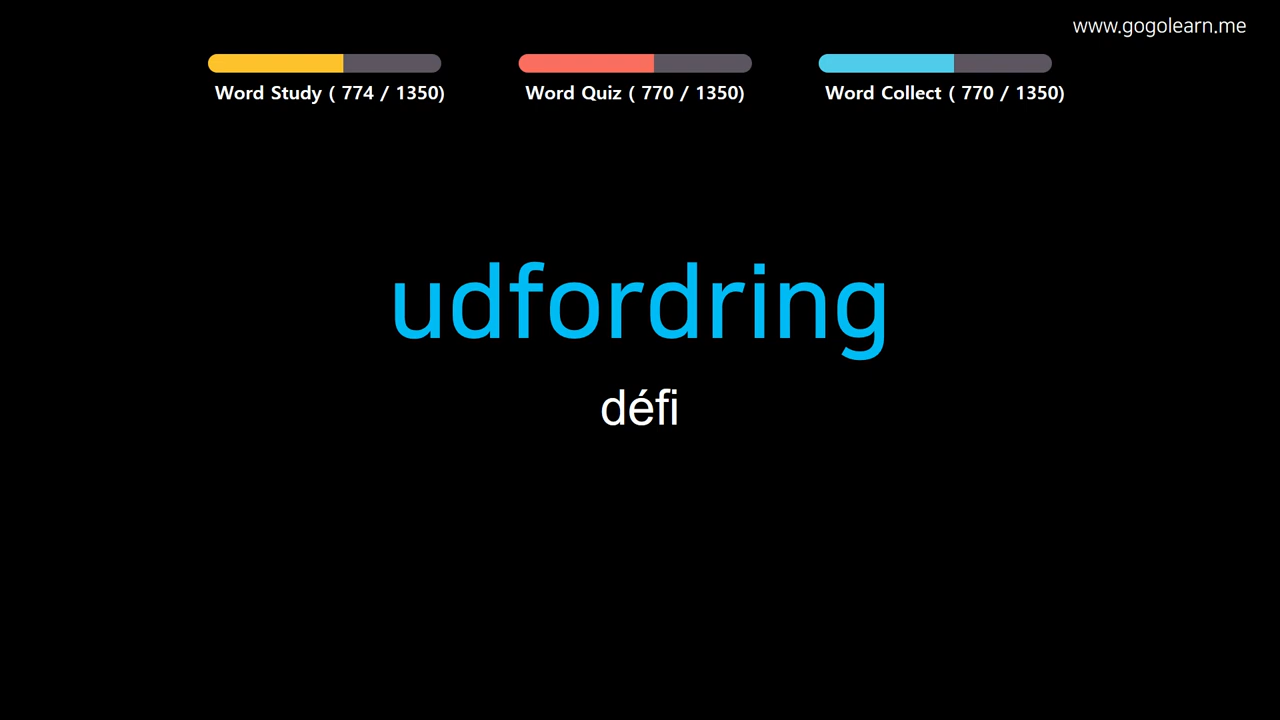 www.gogolearn.me
Word Study ( 774 / 1350)
Word Quiz ( 770 / 1350)
Word Collect ( 770 / 1350)
udfordring
défi